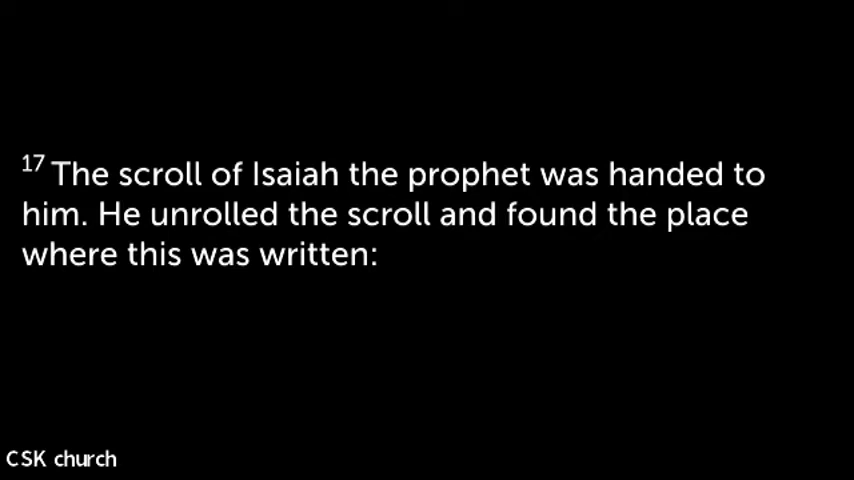 17 The scroll of Isaiah the prophet was handed to
him. He unrolled the scroll and found the place
where this was written:
CSK church